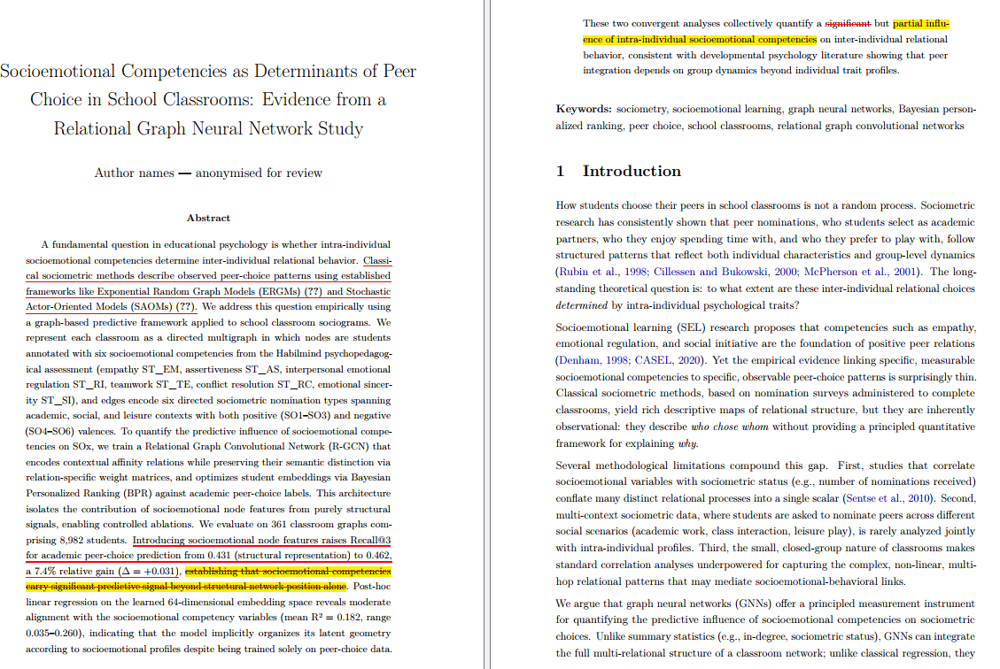 Socioemotional Competencies as Determinants of Peer
Choice in School Classrooms: Evidence from a
Relational Graph Neural Network Study
Author names — anonymised for review
Abstract
A fundamental question in educational psychology is whether intra-individual
socioemotional competencies determine inter-individual relational behavior. Classi-
cal sociometric methods describe observed peer-choice patterns using established
frameworks like Exponential Random Graph Models (ERGMs) (??) and Stochastic
Actor-Oriented Models (SAOMs) (??). We address this question empirically using
a graph-based predictive framework applied to school classroom sociograms. We
represent each classroom as a directed multigraph in which nodes are students
annotated with six socioemotional competencies from the Habilmind psychopedagog-
ical assessment (empathy ST_EM, assertiveness ST_AS, interpersonal emotional
regulation ST_RI, teamwork ST_TE, conflict resolution ST_RC, emotional sincer-
ity ST_SI), and edges encode six directed sociometric nomination types spanning
academic, social, and leisure contexts with both positive (SO1–SO3) and negative
(SO4–SO6) valences. To quantify the predictive influence of socioemotional compe-
tencies on SOx, we train a Relational Graph Convolutional Network (R-GCN) that
encodes contextual affinity relations while preserving their semantic distinction via
relation-specific weight matrices, and optimizes student embeddings via Bayesian
Personalized Ranking (BPR) against academic peer-choice labels. This architecture
isolates the contribution of socioemotional node features from purely structural
signals, enabling controlled ablations. We evaluate on 361 classroom graphs com-
prising 8,982 students. Introducing socioemotional node features raises Recall@3
for academic peer-choice prediction from 0.431 (structural representation) to 0.462,
a 7.4% relative gain (Δ = +0.031), establishing that socioemotional competencies
carry significant predictive signal beyond structural network position alone. Post-hoc
linear regression on the learned 64-dimensional embedding space reveals moderate
alignment with the socioemotional competency variables (mean R² = 0.182, range
0.035–0.260), indicating that the model implicitly organizes its latent geometry
according to socioemotional profiles despite being trained solely on peer-choice data.
These two convergent analyses collectively quantify a significant but partial influ-
ence of intra-individual socioemotional competencies on inter-individual relational
behavior, consistent with developmental psychology literature showing that peer
integration depends on group dynamics beyond individual trait profiles.
Keywords: sociometry, socioemotional learning, graph neural networks, Bayesian person-
alized ranking, peer choice, school classrooms, relational graph convolutional networks
1 Introduction
How students choose their peers in school classrooms is not a random process. Sociometric
research has consistently shown that peer nominations, who students select as academic
partners, who they enjoy spending time with, and who they prefer to play with, follow
structured patterns that reflect both individual characteristics and group-level dynamics
(Rubin et al., 1998; Cillessen and Bukowski, 2000; McPherson et al., 2001). The long-
standing theoretical question is: to what extent are these inter-individual relational choices
determined by intra-individual psychological traits?
Socioemotional learning (SEL) research proposes that competencies such as empathy,
emotional regulation, and social initiative are the foundation of positive peer relations
(Denham, 1998; CASEL, 2020). Yet the empirical evidence linking specific, measurable
socioemotional competencies to specific, observable peer-choice patterns is surprisingly thin.
Classical sociometric methods, based on nomination surveys administered to complete
classrooms, yield rich descriptive maps of relational structure, but they are inherently
observational: they describe who chose whom without providing a principled quantitative
framework for explaining why.
Several methodological limitations compound this gap. First, studies that correlate
socioemotional variables with sociometric status (e.g., number of nominations received)
conflate many distinct relational processes into a single scalar (Sentse et al., 2010). Second,
multi-context sociometric data, where students are asked to nominate peers across different
social scenarios (academic work, class interaction, leisure play), is rarely analyzed jointly
with intra-individual profiles. Third, the small, closed-group nature of classrooms makes
standard correlation analyses underpowered for capturing the complex, non-linear, multi-
hop relational patterns that may mediate socioemotional-behavioral links.
We argue that graph neural networks (GNNs) offer a principled measurement instrument
for quantifying the predictive influence of socioemotional competencies on sociometric
choices. Unlike summary statistics (e.g., in-degree, sociometric status), GNNs can integrate
the full multi-relational structure of a classroom network; unlike classical regression, they